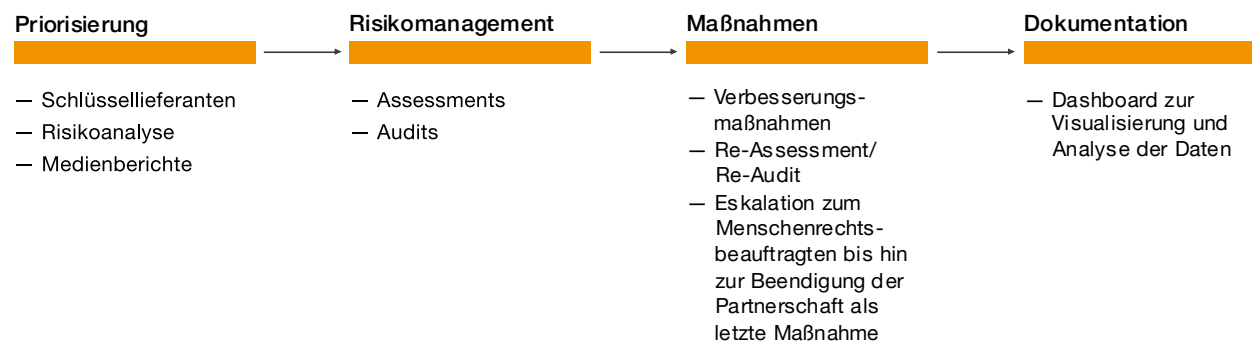 Priorisierung
— Schlüssellieferanten
— Risikoanalyse
— Medienberichte
Risikomanagement
— Assessments
— Audits
Maßnahmen
— Verbesserungs-
maßnahmen
— Re-Assessment/
Re-Audit
— Eskalation zum
Menschenrechts-
beauftragten bis hin
zur Beendigung der
Partnerschaft als
letzte Maßnahme
Dokumentation
— Dashboard zur
Visualisierung und
Analyse der Daten